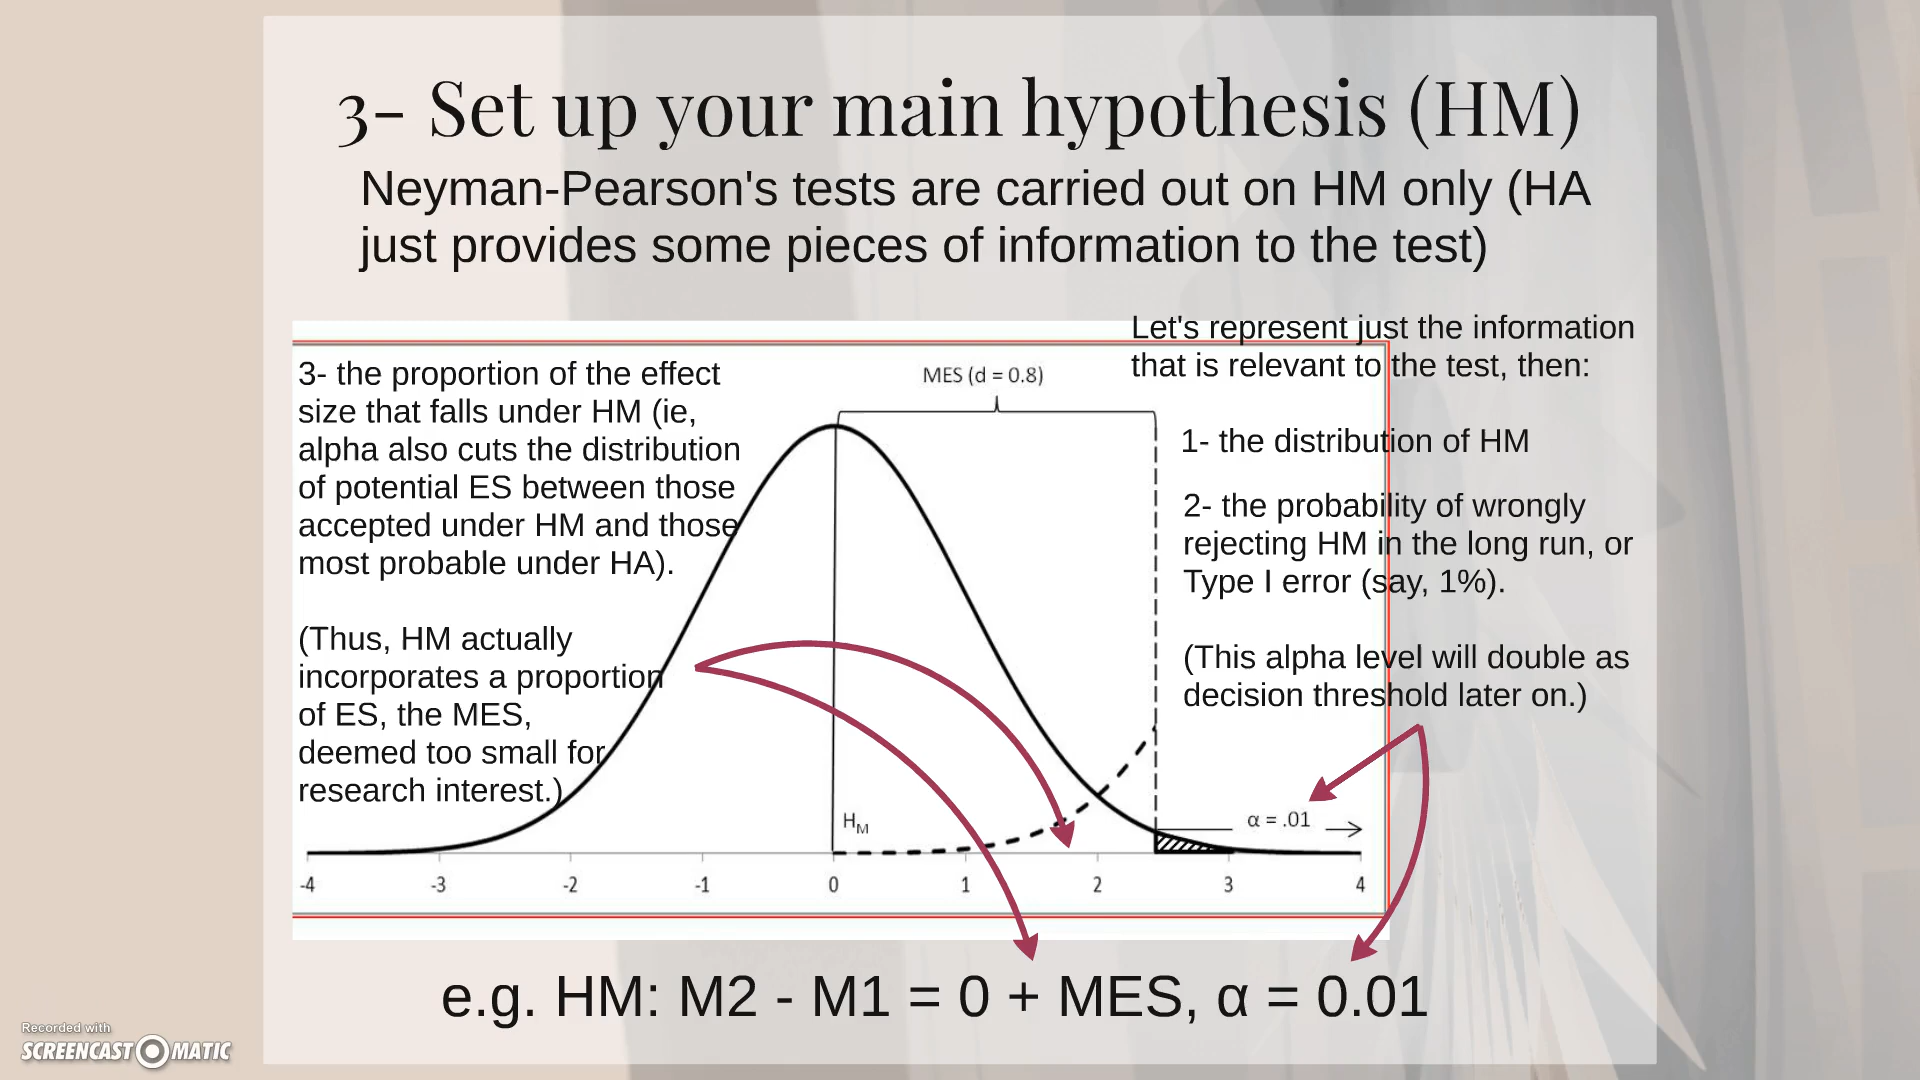 3- Set up your main hypothesis (HM)
Neyman-Pearson's tests are carried out on HM only (HA
just provides some pieces of information to the test)
Let's represent just the information
that is relevant to the test, then:
3- the proportion of the effect
size that falls under HM (ie,
alpha also cuts the distribution
of potential ES between those
accepted under HM and those
most probable under HA).
(Thus, HM actually
incorporates a proportion
of ES, the MES,
deemed too small for
research interest.)
MES (d = 0.8)
1- the distribution of HM
2- the probability of wrongly
rejecting HM in the long run, or
Type I error (say, 1%).
(This alpha level will double as
decision threshold later on.)
HM
α = .01
-4 -3 -2 -1 0 1 2 3 4
e.g. HM: M2 - M1 = 0 + MES, α = 0.01
Recorded with
SCREENCAST MATIC